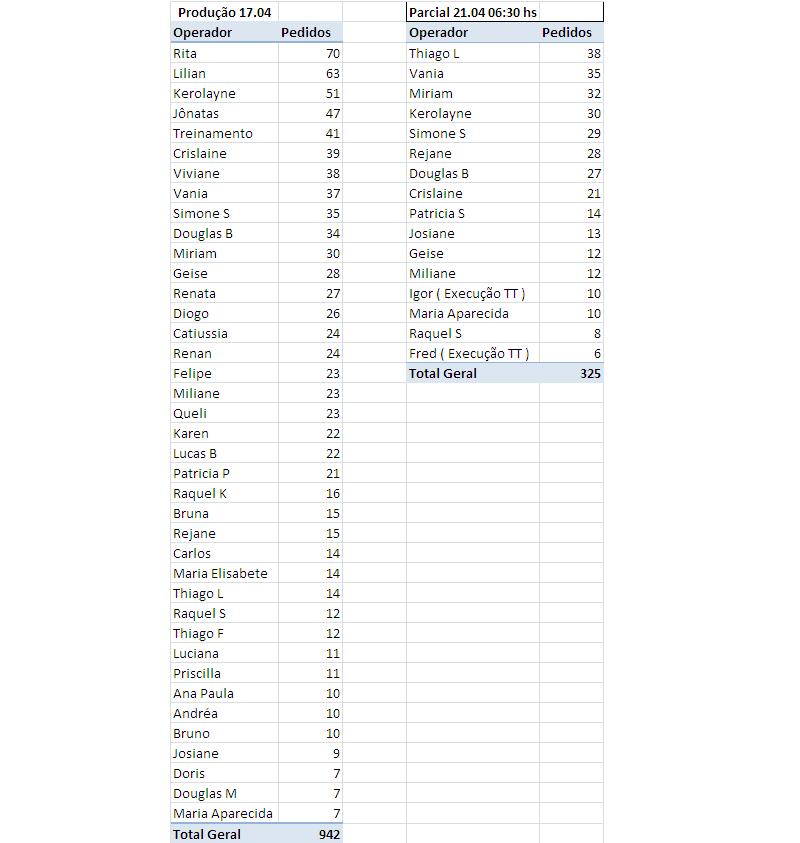 Produção 17.04
Operador Pedidos
Rita 70
Lilian 63
Kerolayne 51
Jônatas 47
Treinamento 41
Crislaine 39
Viviane 38
Vania 37
Simone S 35
Douglas B 34
Miriam 30
Geise 28
Renata 27
Diogo 26
Catiussia 24
Renan 24
Felipe 23
Miliane 23
Queli 23
Karen 22
Lucas B 22
Patricia P 21
Raquel K 16
Bruna 15
Rejane 15
Carlos 14
Maria Elisabete 14
Thiago L 14
Raquel S 12
Thiago F 12
Luciana 11
Priscilla 11
Ana Paula 10
Andréa 10
Bruno 10
Josiane 9
Doris 7
Douglas M 7
Maria Aparecida 7
Total Geral 942
Parcial 21.04 06:30 hs
Operador Pedidos
Thiago L 38
Vania 35
Miriam 32
Kerolayne 30
Simone S 29
Rejane 28
Douglas B 27
Crislaine 21
Patricia S 14
Josiane 13
Geise 12
Miliane 12
Igor ( Execução TT ) 10
Maria Aparecida 10
Raquel S 8
Fred ( Execução TT ) 6
Total Geral 325